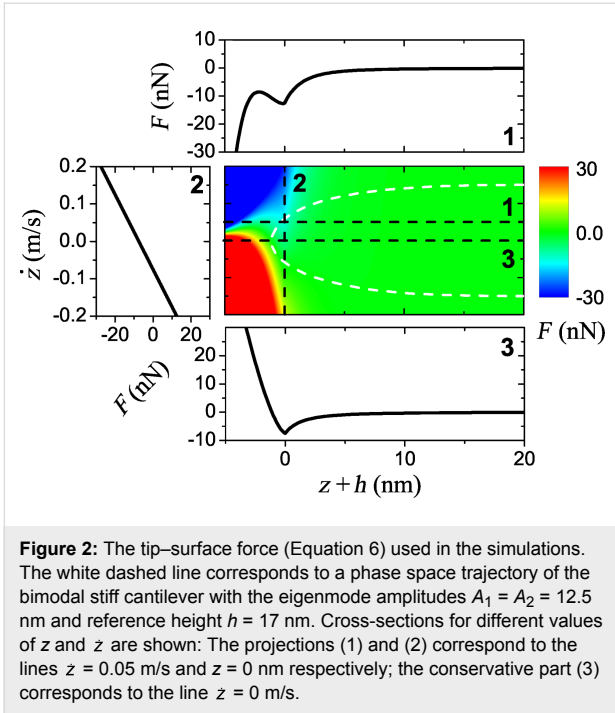 10
0
-10
-20
-30
F (nN)
1
0.2
0.1
0.0
-0.1
-0.2
ż (m/s)
2
-20 0 20
F (nN)
2
1
3
30
0.0
-30
F (nN)
20
10
0
-10
3
0 10 20
z + h (nm)
Figure 2: The tip–surface force (Equation 6) used in the simulations.
The white dashed line corresponds to a phase space trajectory of the
bimodal stiff cantilever with the eigenmode amplitudes A1 = A2 = 12.5
nm and reference height h = 17 nm. Cross-sections for different values
of z and ż are shown: The projections (1) and (2) correspond to the
lines ż = 0.05 m/s and z = 0 nm respectively; the conservative part (3)
corresponds to the line ż = 0 m/s.